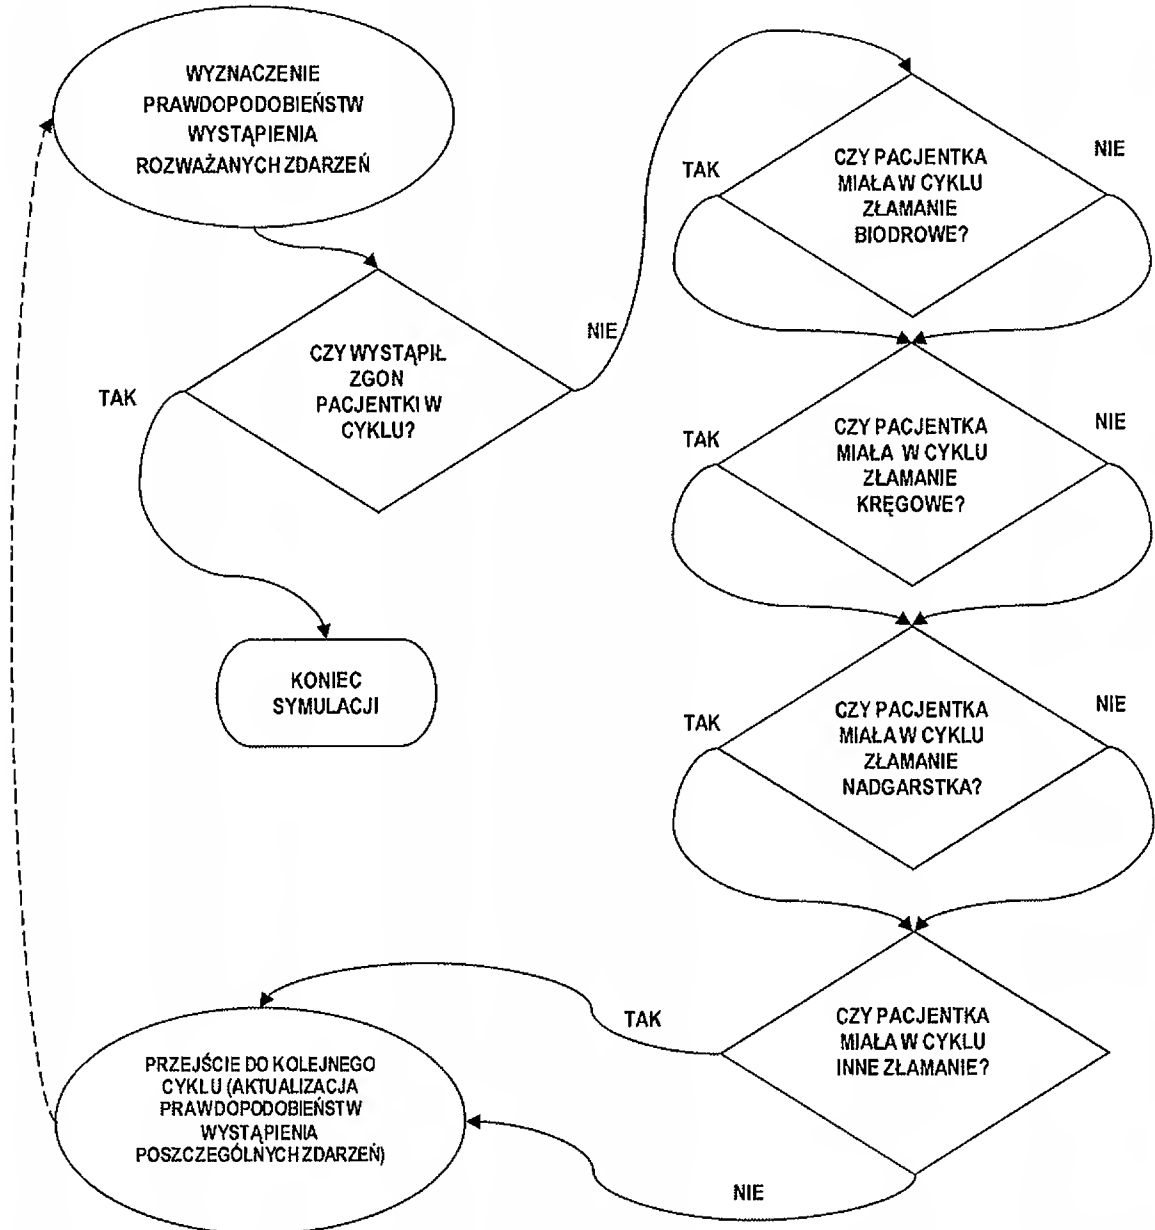 WYZNACZENIE
PRAWDOPODOBIEŃSTW
WYSTĄPIENIA
ROZWAŻANYCH ZDARZEŃ
CZY WYSTĄPIŁ
ZGON
PACJENTKI W
CYKLU?
TAK
NIE
KONIEC
SYMULACJI
CZY PACJENTKA
MIAŁA W CYKLU
ZŁAMANIE
BIODROWE?
TAK
NIE
CZY PACJENTKA
MIAŁA W CYKLU
ZŁAMANIE
KRĘGOWE?
TAK
NIE
CZY PACJENTKA
MIAŁA W CYKLU
ZŁAMANIE
NADGARSTKA?
TAK
NIE
CZY PACJENTKA
MIAŁA W CYKLU
INNE ZŁAMANIE?
TAK
NIE
PRZEJŚCIE DO KOLEJNEGO
CYKLU (AKTUALIZACJA
PRAWDOPODOBIEŃSTW
WYSTĄPIENIA
POSZCZEGÓLNYCH ZDARZEŃ)